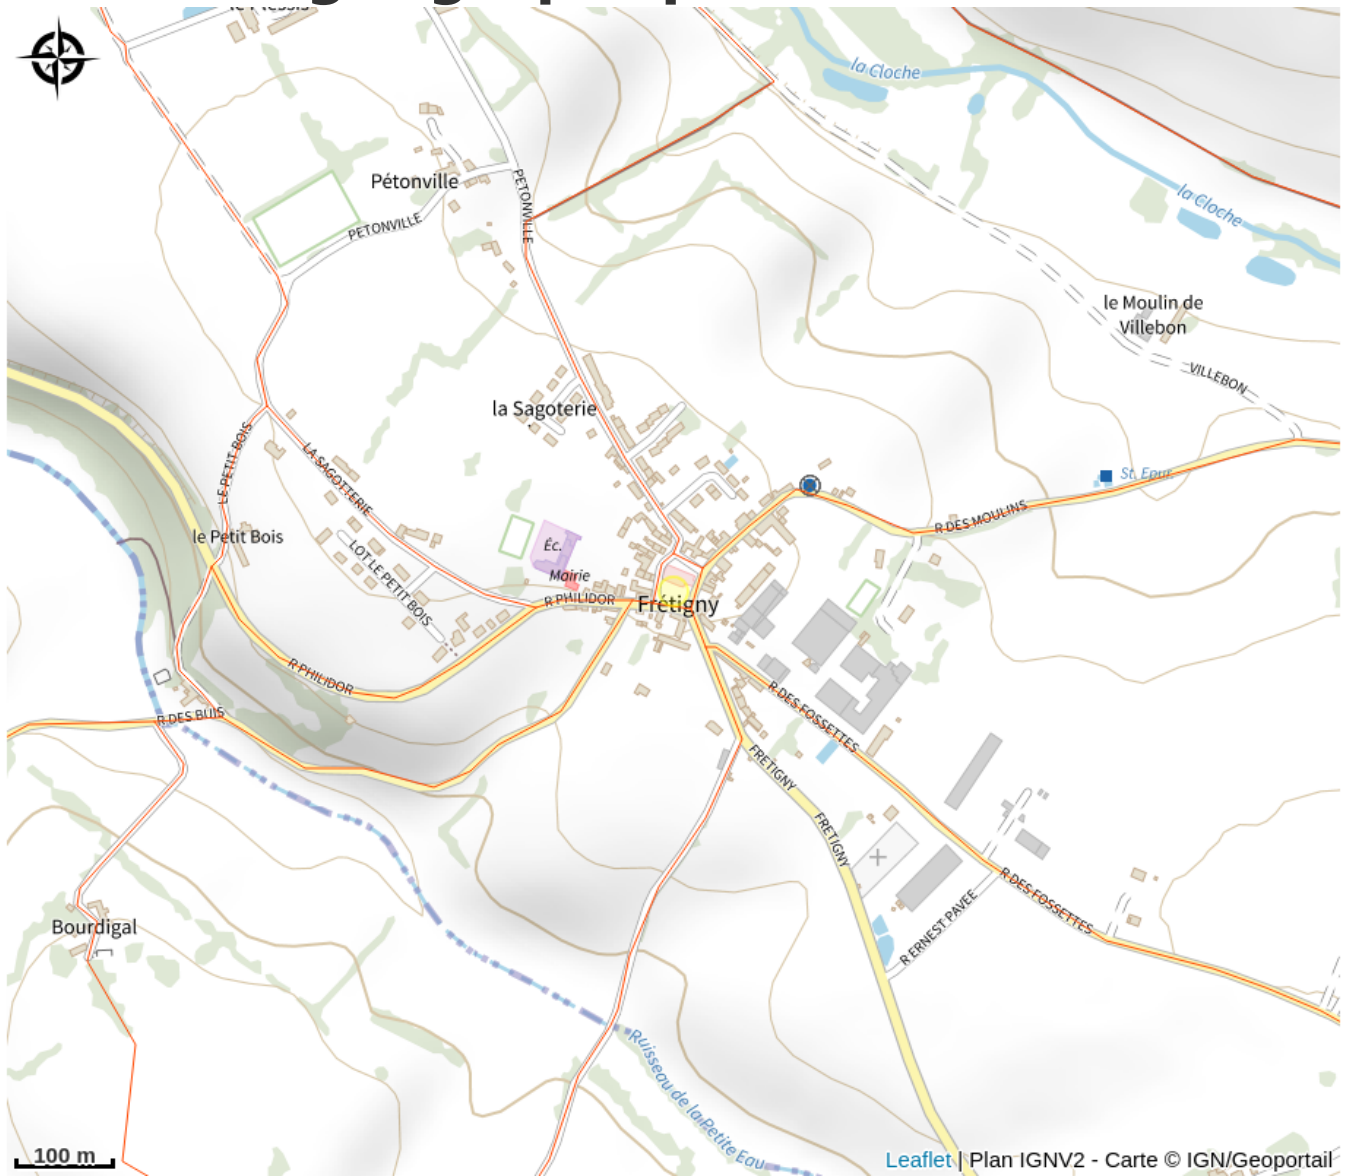 la Cloche
Pétonville
PETONVILLE
PETONVILLE
la Cloche
le Moulin de
Villebon
VILLEBON
la Sagoterie
LE PETIT BOIS
LA SAGOTTERIE
St. Epur.
R DES MOULINS
le Petit Bois
LOT LE PETIT BOIS
Éc.
Mairie
R PHILIDOR
Frétigny
R PHILIDOR
R DES BUIS
R DES FOSSETTES
FRETIGNY
FRETIGNY
R DES FOSSETTES
R ERNEST PAVEE
Bourdigal
Ruisseau de la Petite Eau
100 m
Leaflet | Plan IGNV2 - Carte © IGN/Geoportail